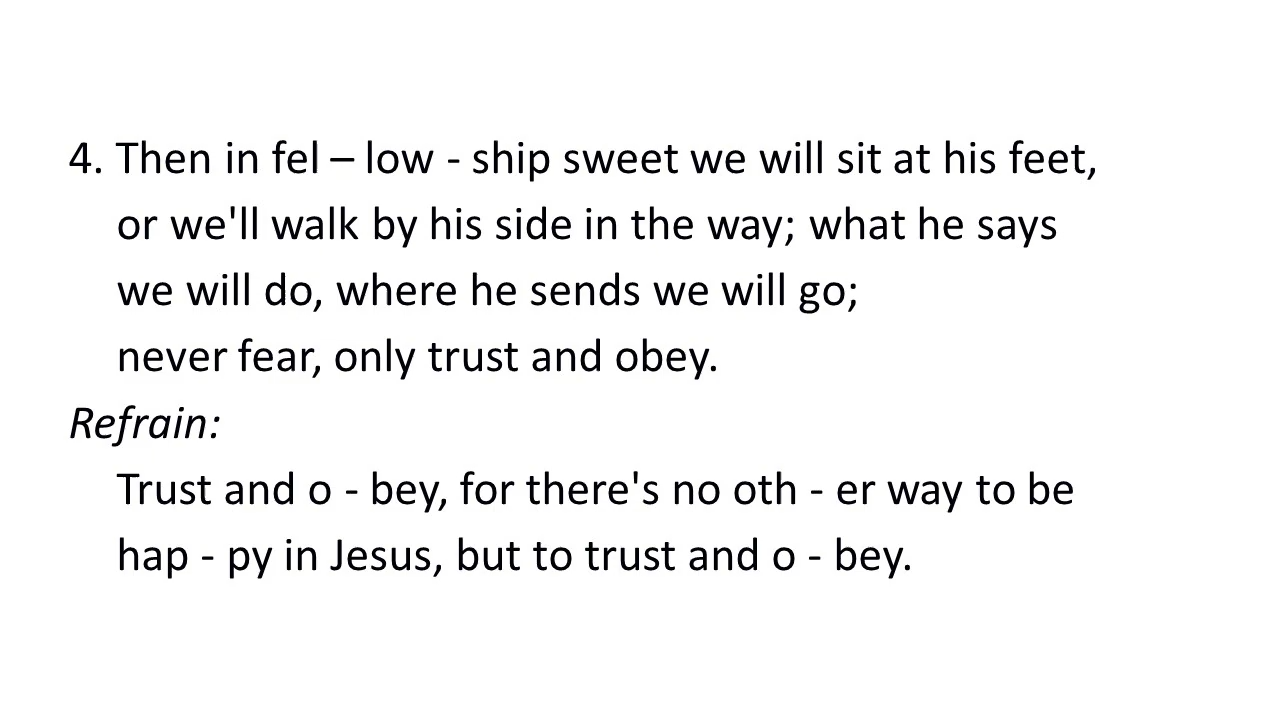 4. Then in fel – low - ship sweet we will sit at his feet,
or we'll walk by his side in the way; what he says
we will do, where he sends we will go;
never fear, only trust and obey.
Refrain:
Trust and o - bey, for there's no oth - er way to be
hap - py in Jesus, but to trust and o - bey.